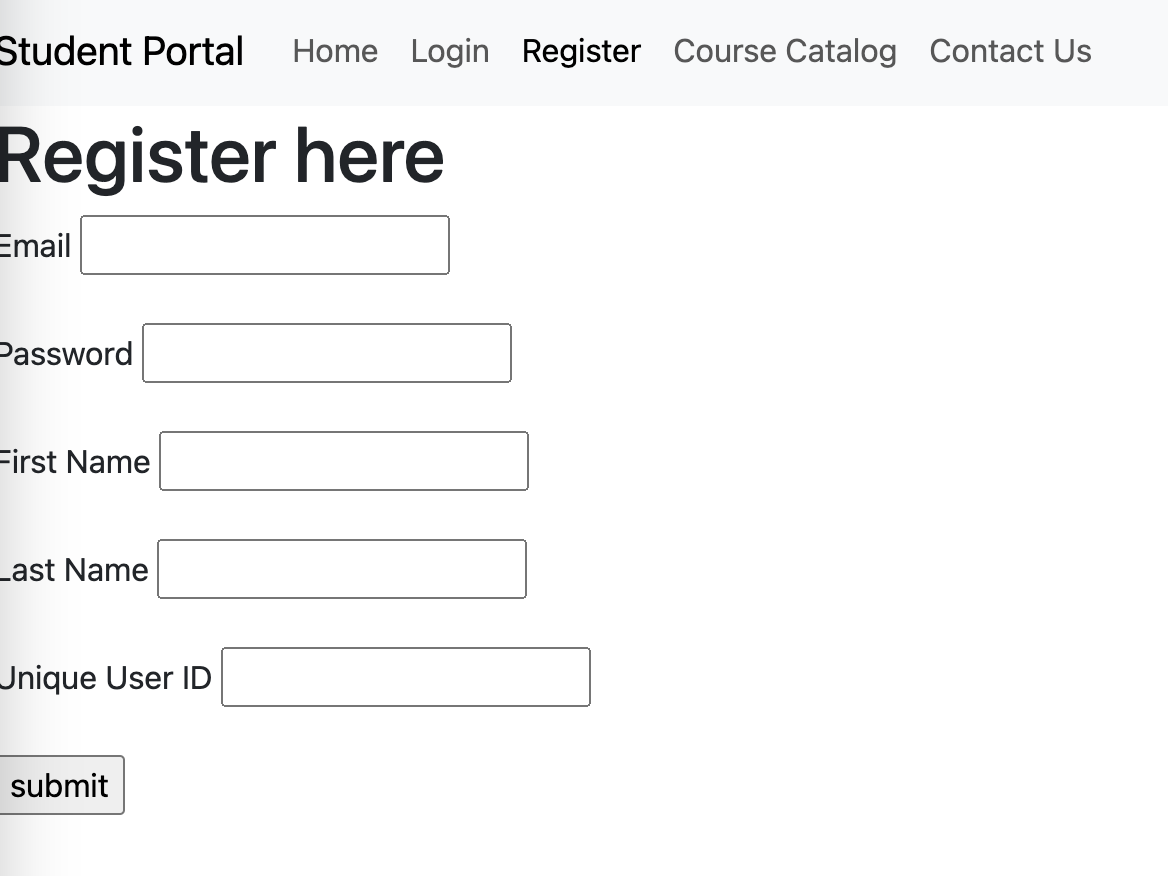 Student Portal Home Login Register Course Catalog Contact Us
Register here
Email
Password
First Name
Last Name
Unique User ID
submit